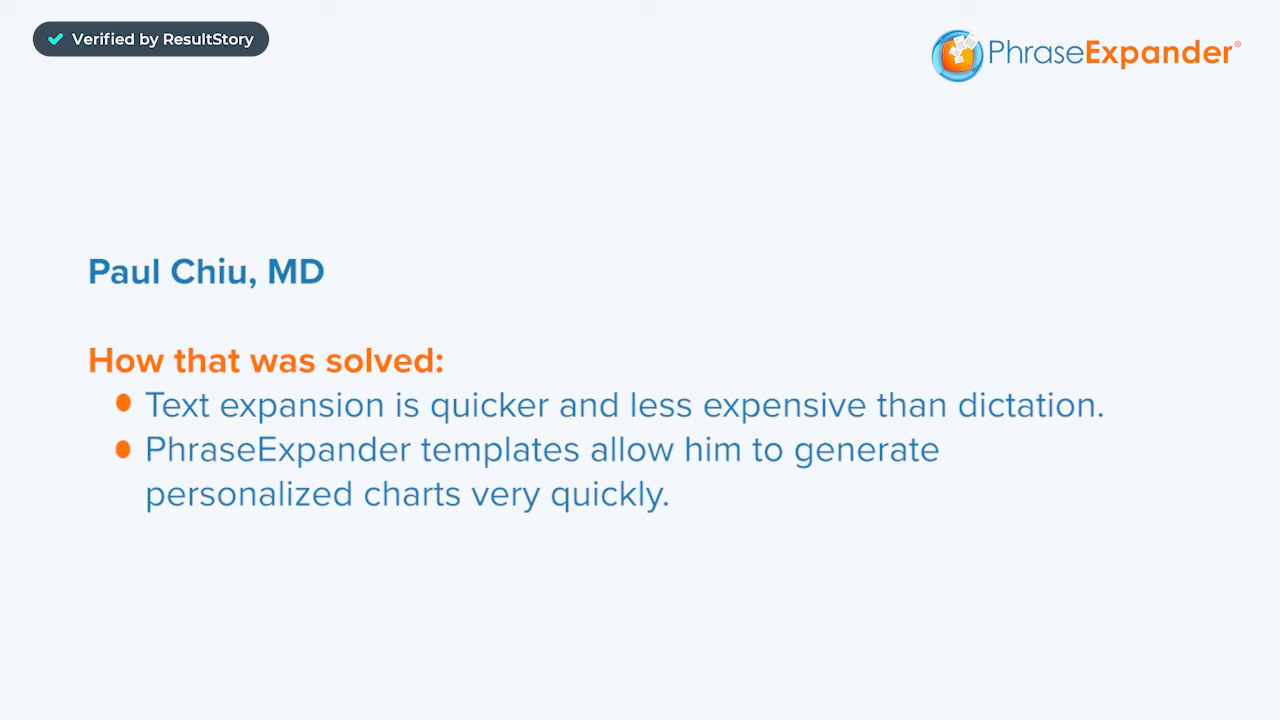 Verified by ResultStory
PhraseExpander®
Paul Chiu, MD
How that was solved:
Text expansion is quicker and less expensive than dictation.
PhraseExpander templates allow him to generate
personalized charts very quickly.